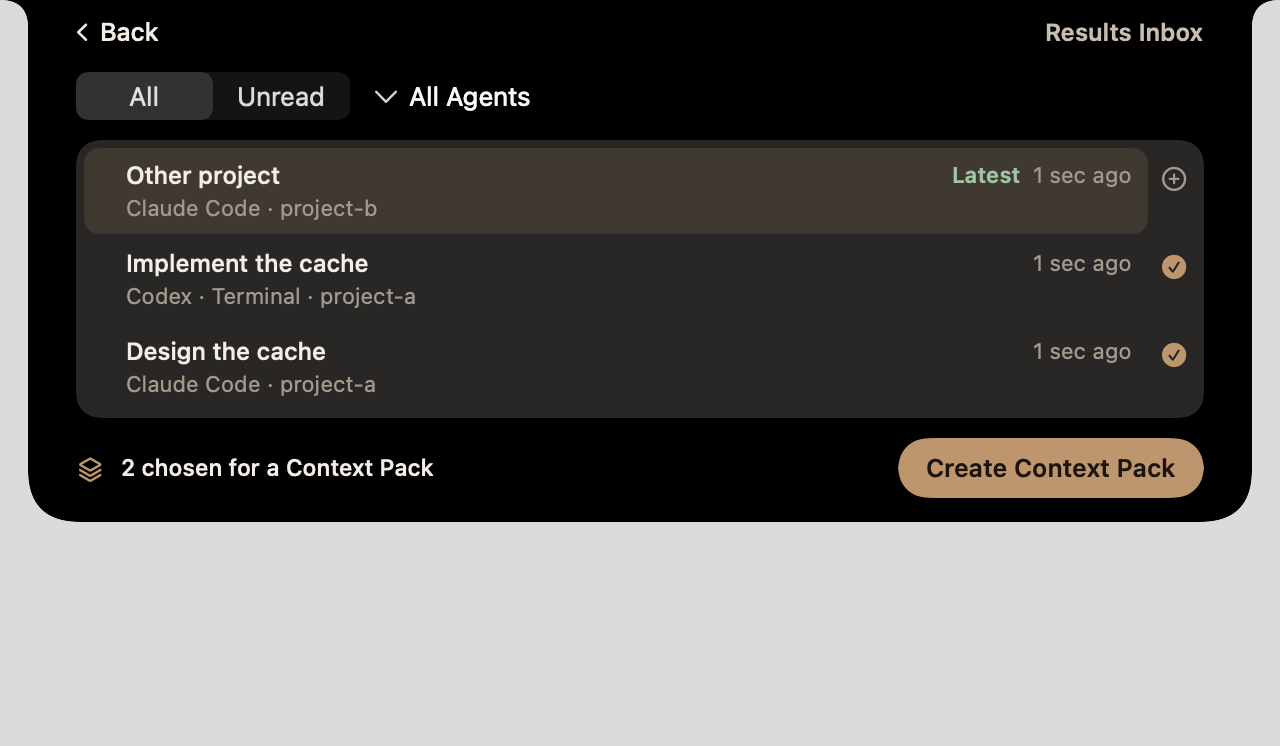 Back
Results Inbox
All
Unread
All Agents
Other project
Latest 1 sec ago
Claude Code · project-b
Implement the cache
1 sec ago
Codex · Terminal · project-a
Design the cache
1 sec ago
Claude Code · project-a
2 chosen for a Context Pack
Create Context Pack